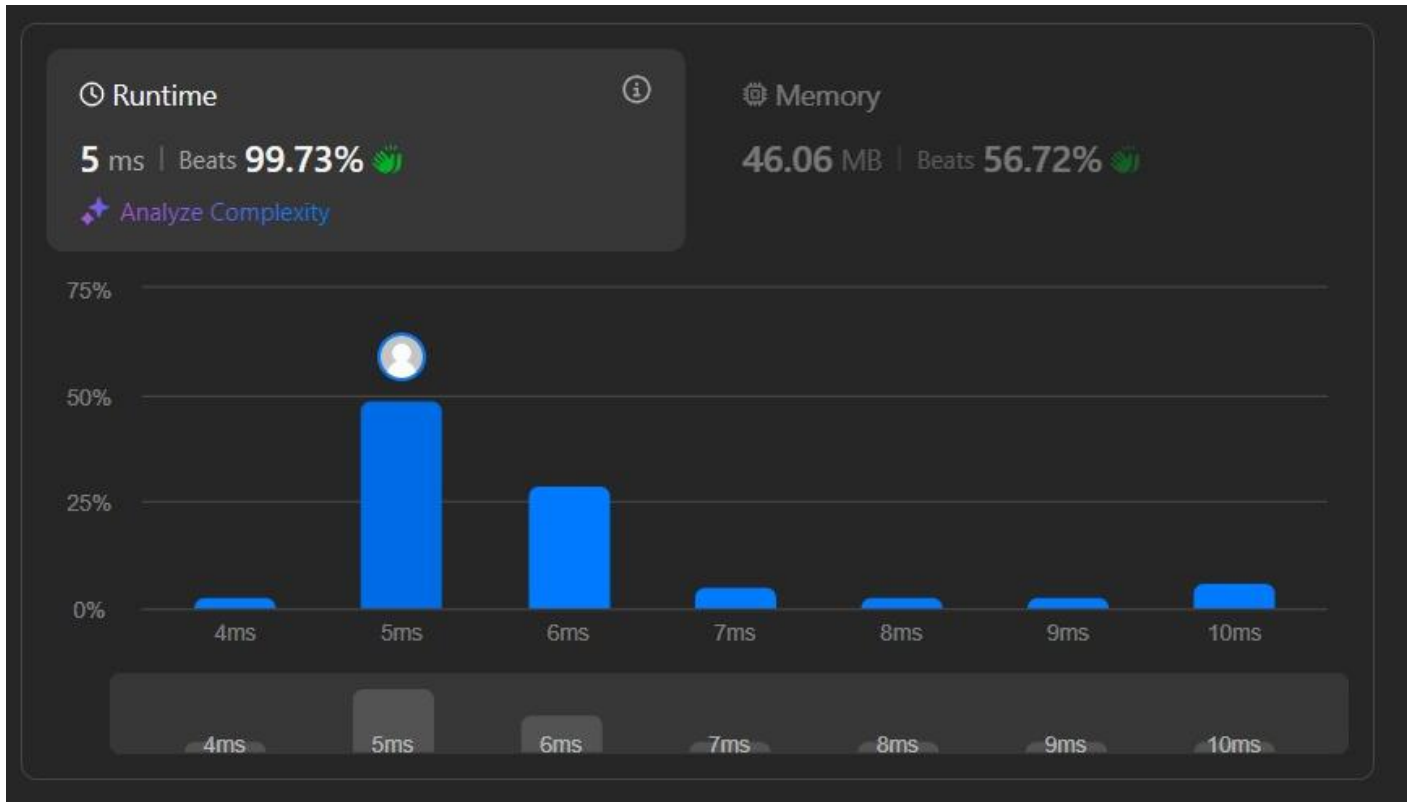 Runtime
5 ms | Beats 99.73%
Analyze Complexity
Memory
46.06 MB | Beats 56.72%
75%
50%
25%
0%
4ms 5ms 6ms 7ms 8ms 9ms 10ms
4ms 5ms 6ms 7ms 8ms 9ms 10ms